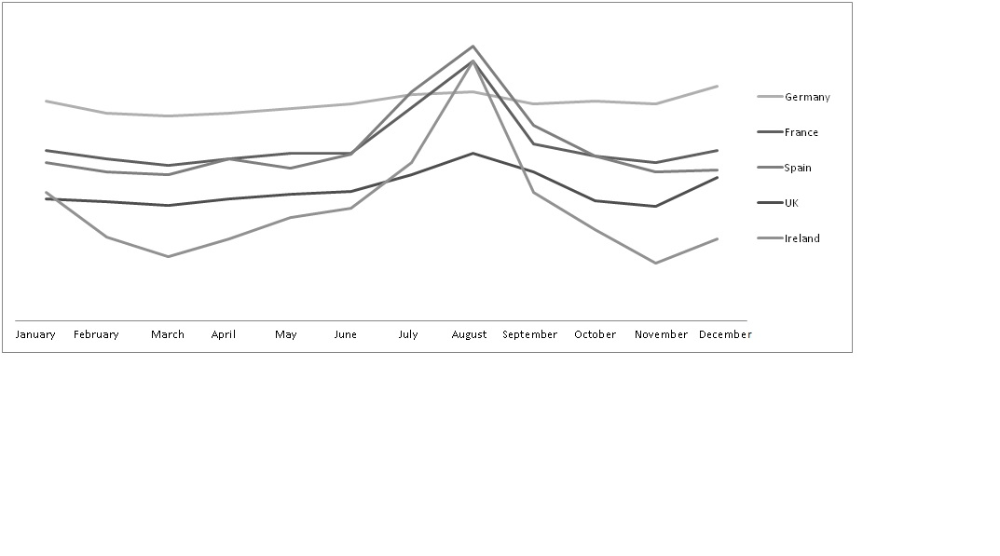 Germany
France
Spain
UK
Ireland
January February March April May June July August September October November December